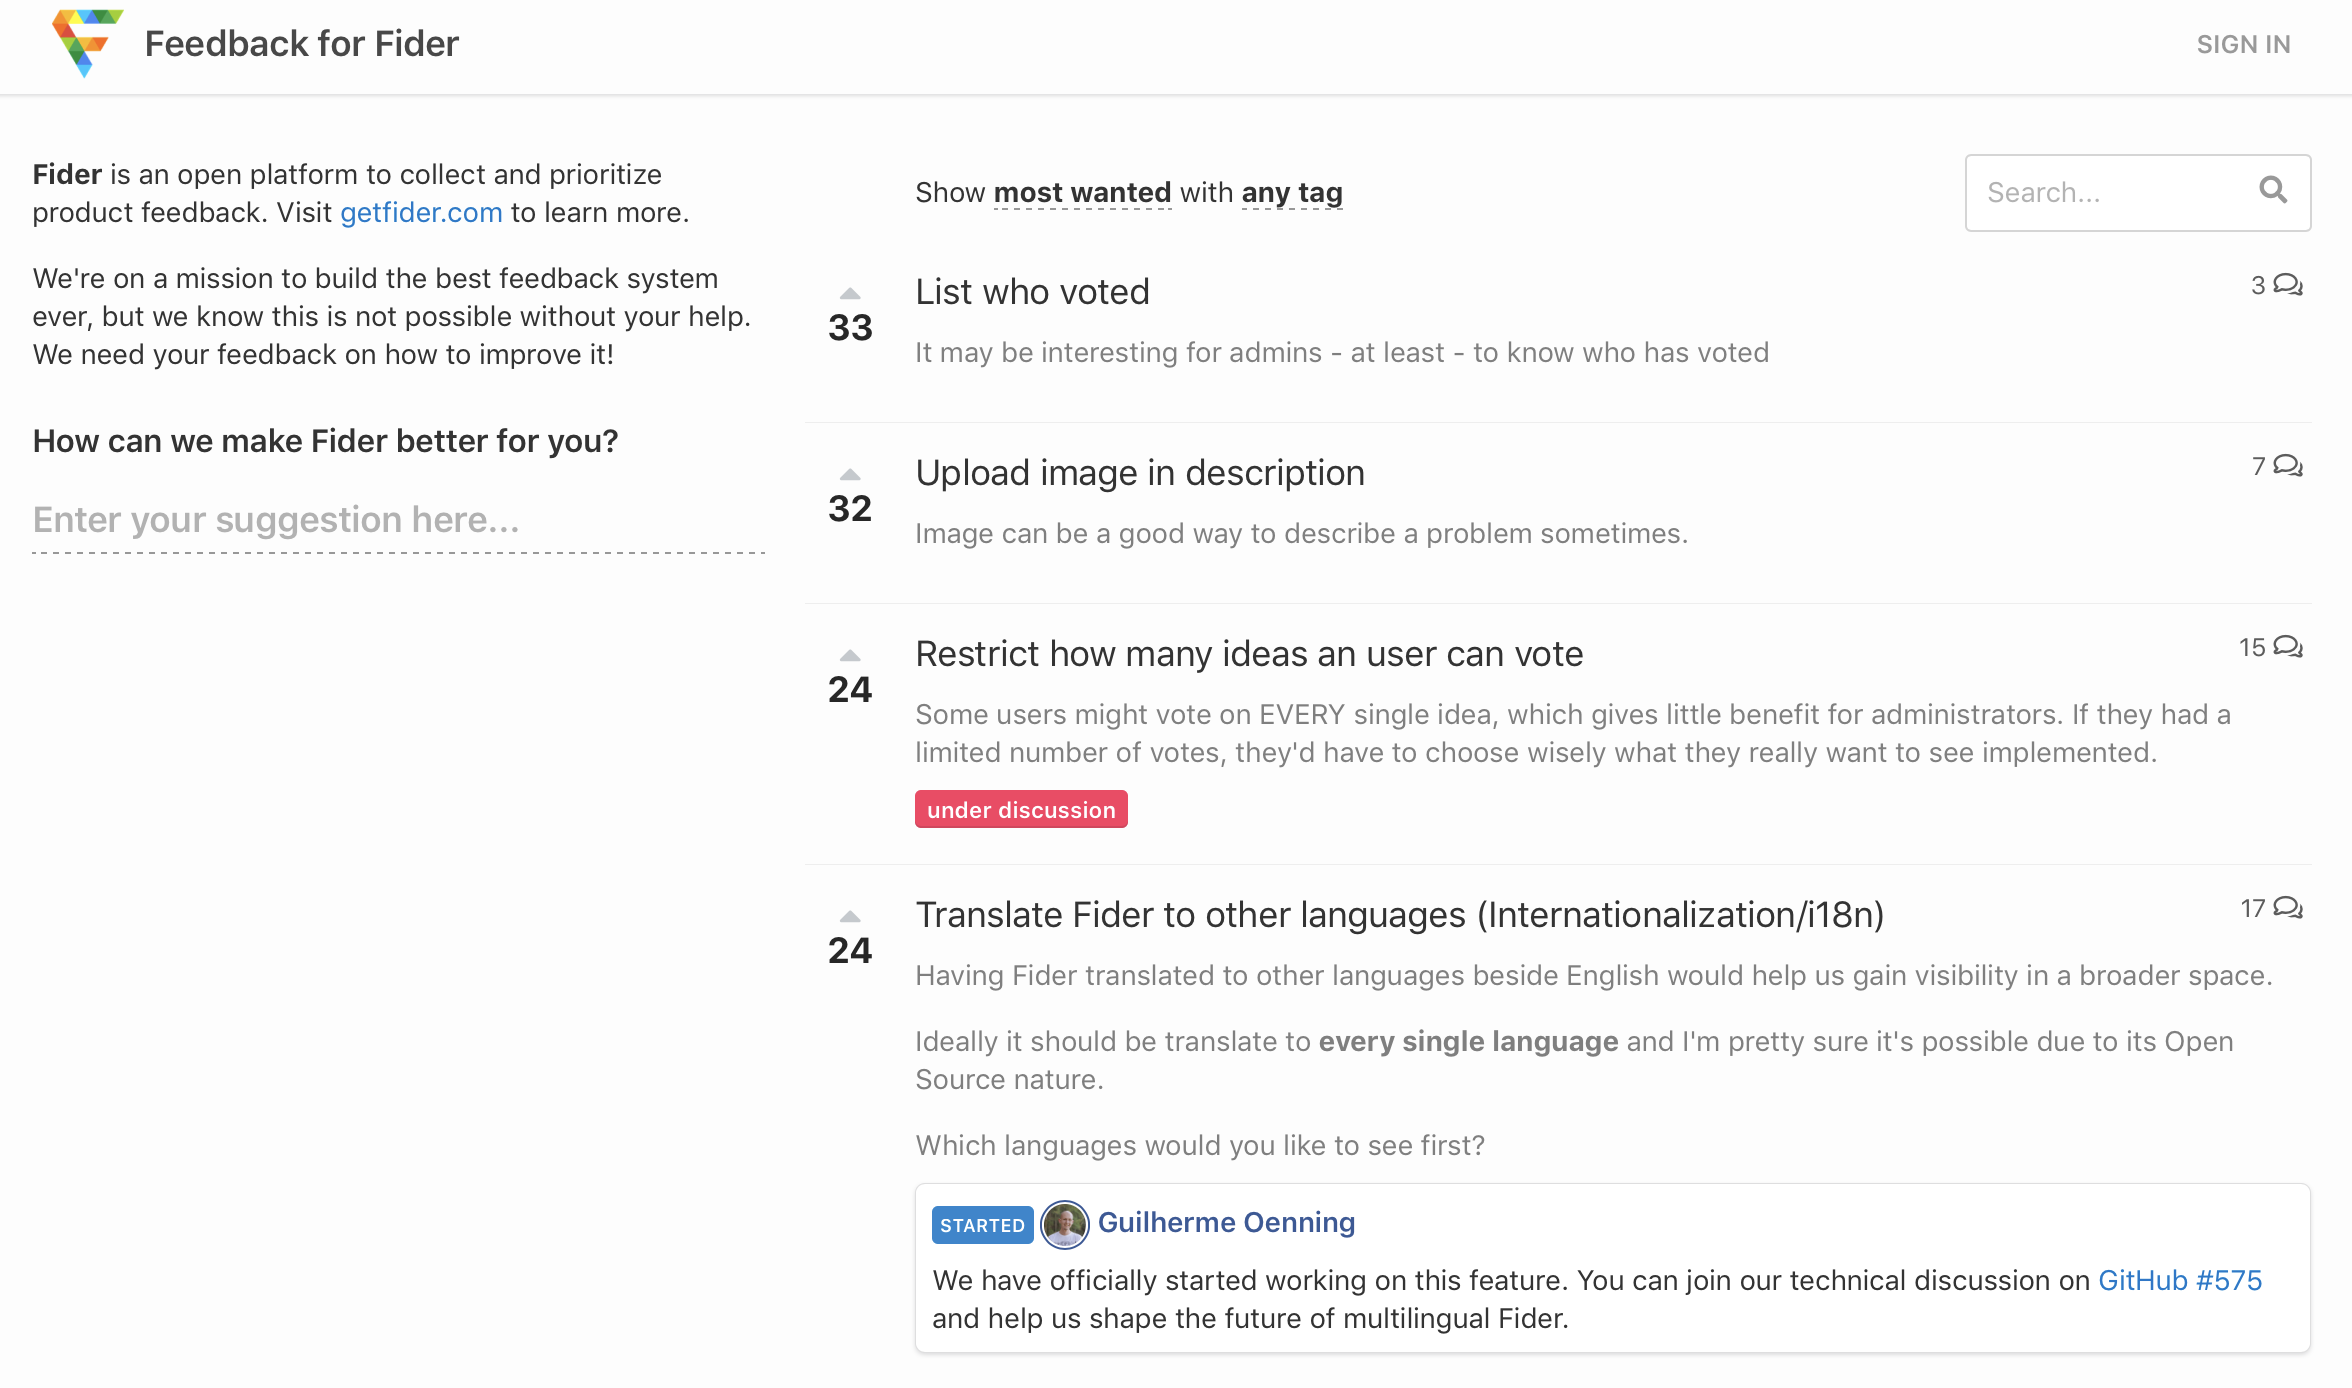 Feedback for Fider
SIGN IN
Fider is an open platform to collect and prioritize
product feedback. Visit getfider.com to learn more.
We're on a mission to build the best feedback system
ever, but we know this is not possible without your help.
We need your feedback on how to improve it!
How can we make Fider better for you?
Enter your suggestion here...
Show most wanted with any tag
Search...
List who voted
3
33
It may be interesting for admins - at least - to know who has voted
Upload image in description
7
32
Image can be a good way to describe a problem sometimes.
Restrict how many ideas an user can vote
15
24
Some users might vote on EVERY single idea, which gives little benefit for administrators. If they had a
limited number of votes, they'd have to choose wisely what they really want to see implemented.
under discussion
Translate Fider to other languages (Internationalization/i18n)
17
24
Having Fider translated to other languages beside English would help us gain visibility in a broader space.
Ideally it should be translate to every single language and I'm pretty sure it's possible due to its Open
Source nature.
Which languages would you like to see first?
STARTED Guilherme Oenning
We have officially started working on this feature. You can join our technical discussion on GitHub #575
and help us shape the future of multilingual Fider.